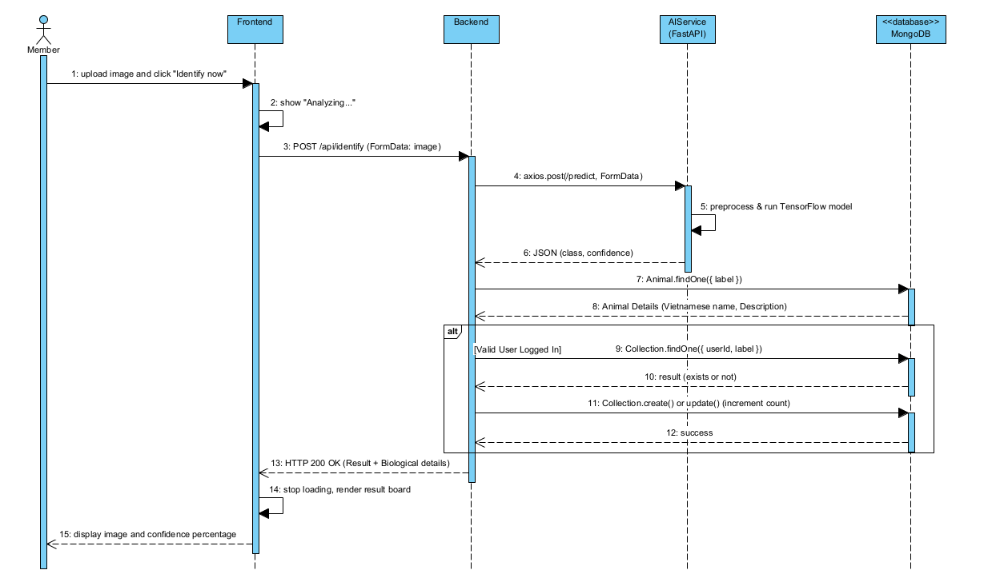 Member
Frontend
Backend
AIService
(FastAPI)
<<database>>
MongoDB
1: upload image and click "Identify now"
2: show "Analyzing..."
3: POST /api/identify (FormData: image)
4: axios.post(/predict, FormData)
5: preprocess & run TensorFlow model
6: JSON (class, confidence)
7: Animal.findOne({ label })
8: Animal Details (Vietnamese name, Description)
alt
[Valid User Logged In]
9: Collection.findOne({ userId, label })
10: result (exists or not)
11: Collection.create() or update() (increment count)
12: success
13: HTTP 200 OK (Result + Biological details)
14: stop loading, render result board
15: display image and confidence percentage